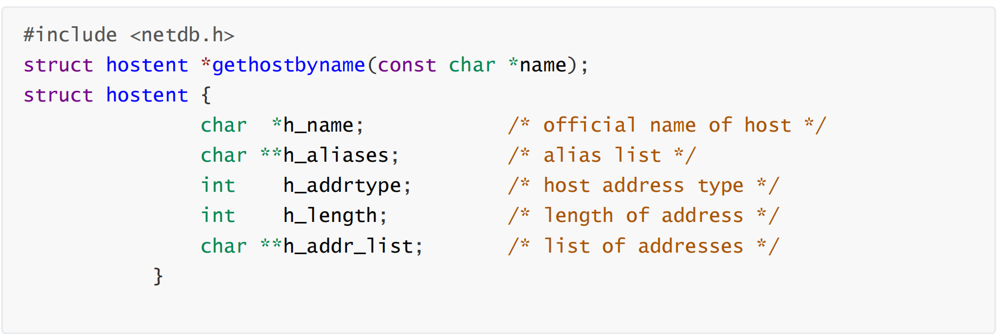 #include <netdb.h>
struct hostent *gethostbyname(const char *name);
struct hostent {
               char  *h_name;            /* official name of host */
               char **h_aliases;         /* alias list */
               int    h_addrtype;        /* host address type */
               int    h_length;          /* length of address */
               char **h_addr_list;       /* list of addresses */
           }